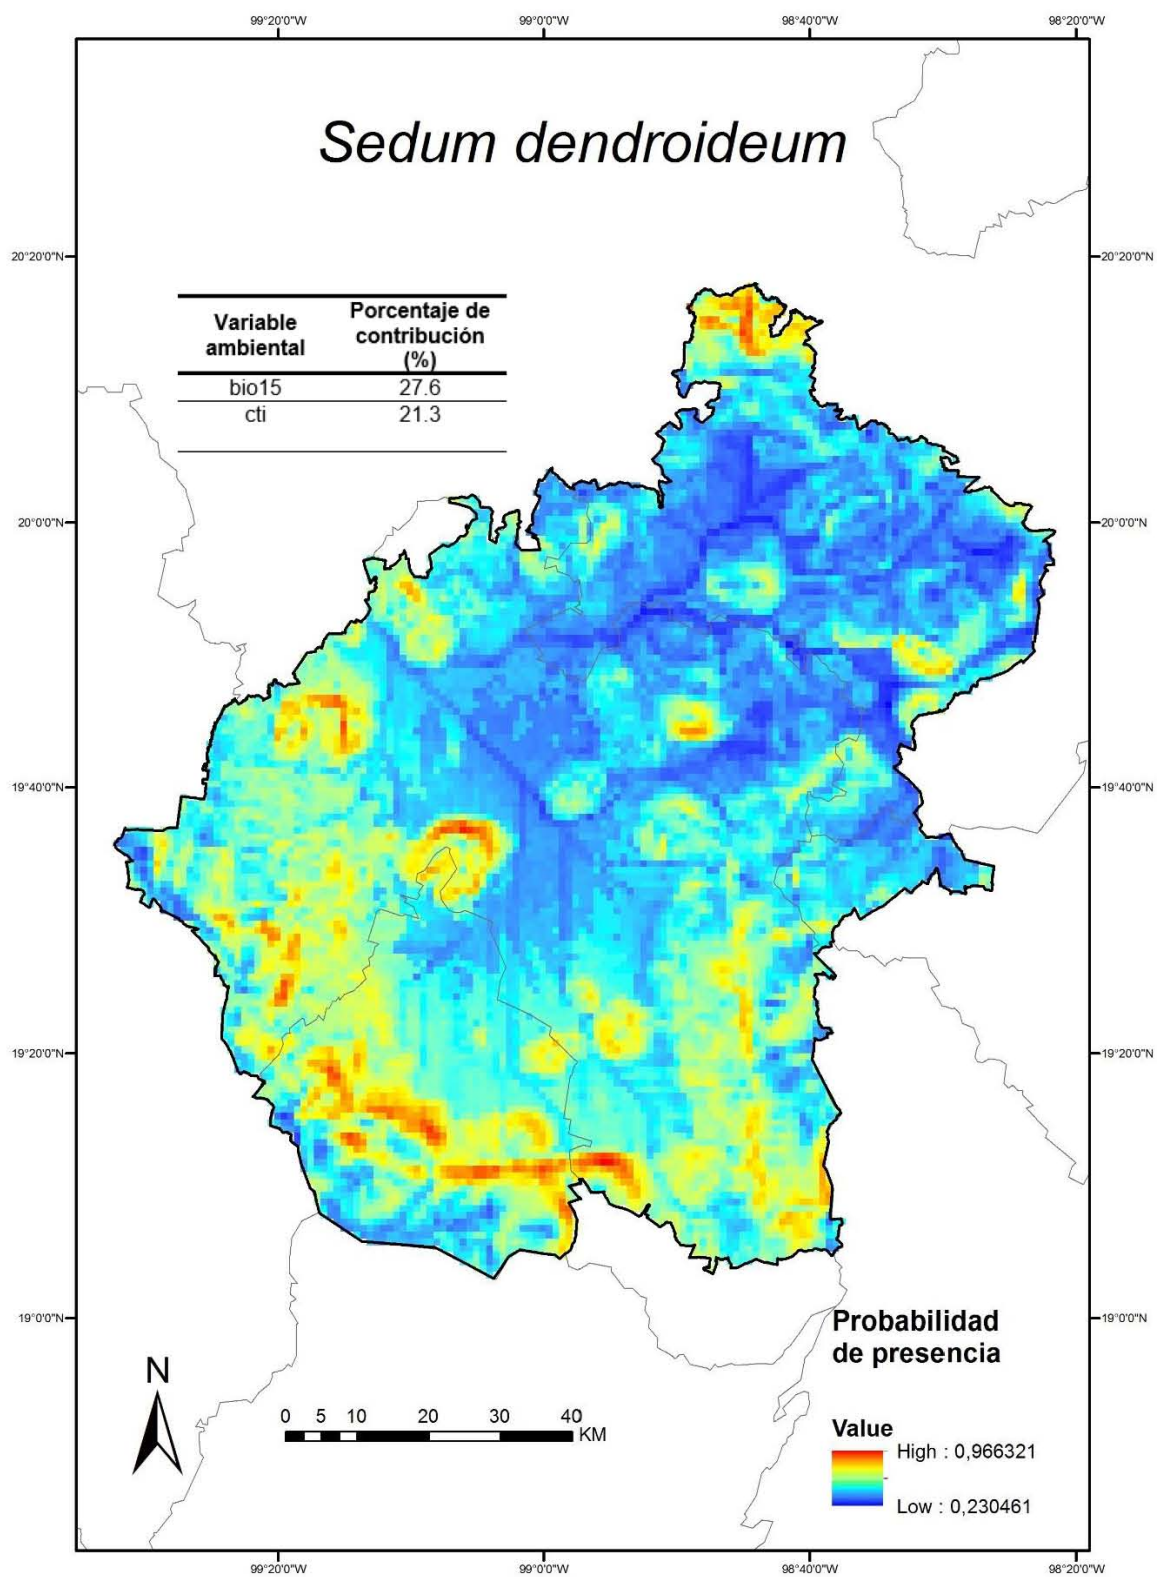 99°20'0"W 99°0'0"W 98°40'0"W 98°20'0"W
Sedum dendroideum
20°20'0"N 20°20'0"N
Variable ambiental
Porcentaje de contribución (%)
bio15 27.6
cti 21.3
20°0'0"N 20°0'0"N
19°40'0"N 19°40'0"N
19°20'0"N 19°20'0"N
19°0'0"N 19°0'0"N
Probabilidad
de presencia
N
0 5 10 20 30 40
KM
Value
High : 0,966321
Low : 0,230461
99°20'0"W 99°0'0"W 98°40'0"W 98°20'0"W